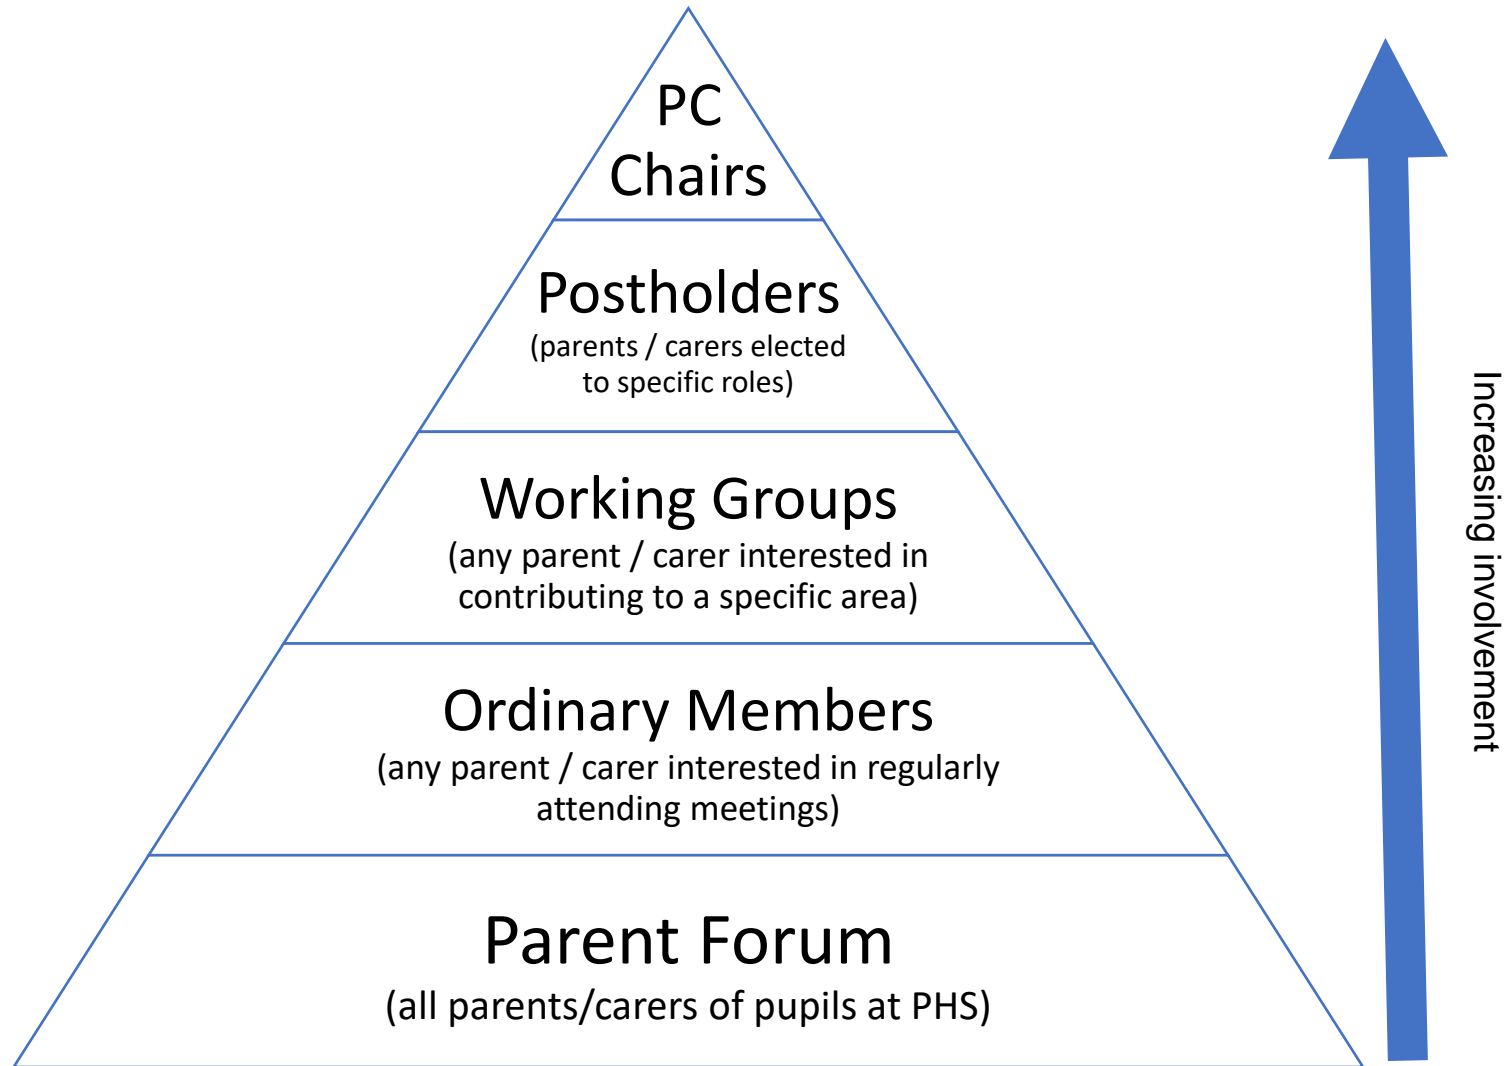 PC
Chairs
Postholders
(parents / carers elected
to specific roles)
Working Groups
(any parent / carer interested in
contributing to a specific area)
Ordinary Members
(any parent / carer interested in regularly
attending meetings)
Parent Forum
(all parents/carers of pupils at PHS)
Increasing involvement